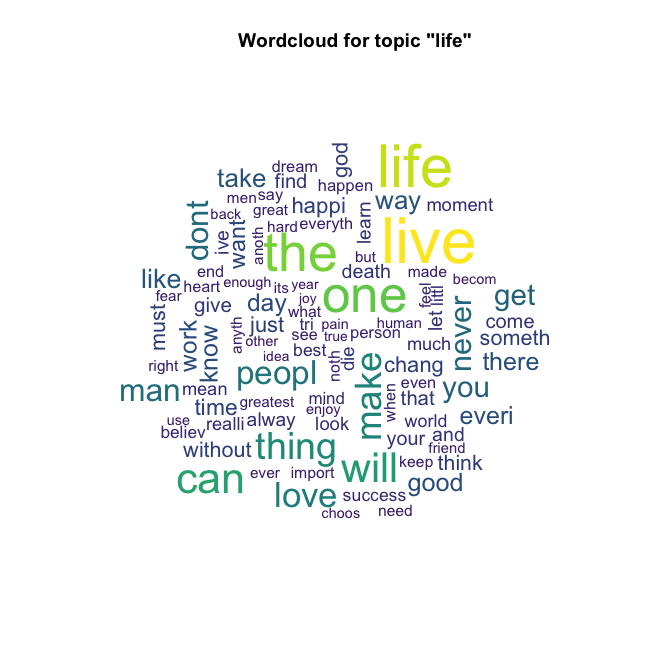 Wordcloud for topic "life"
life
god
dream
take
find
happen
men
say
way
moment
happi
great
back
dont
learn
want
hard
everyth
ive
anoth
the
live
but
death
made
end
like
enough
its
year
becom
heart
fear
feel
littl
one
get
joy
give
day
what
let
never
must
come
work
know
just
tri
pain
human
true
person
someth
anyth
other
see
much
best
idea
noth
die
there
right
peopl
make
chang
man
mean
even
you
when
that
greatest
mind
time
enjoy
everi
use
realli
alway
look
world
believ
your
and
friend
without
thing
will
keep
think
can
ever
import
good
love
success
choos
need